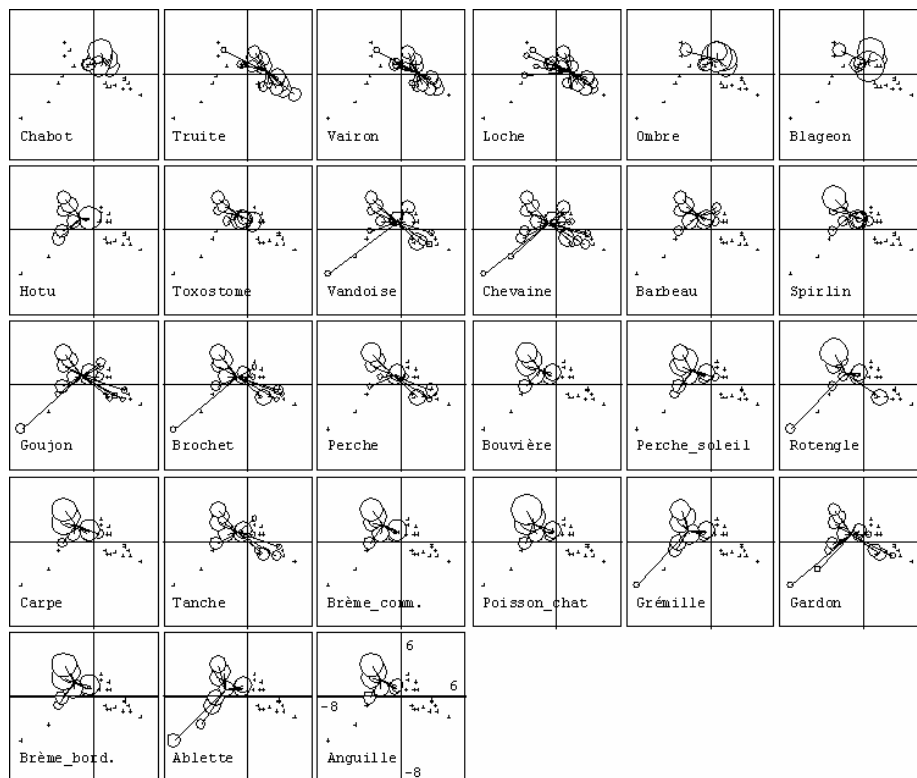 Chabot Truite Vairon Loche Ombre Blageon
Hotu Toxostome Vandoise Chevaine Barbeau Spirlin
Goujon Brochet Perche Bouvière Perche_soleil Rotengle
Carpe Tanche Brème_comm. Poisson_chat Grémille Gardon
6
6
-8
Brème_bord. Ablette Anguille
-8